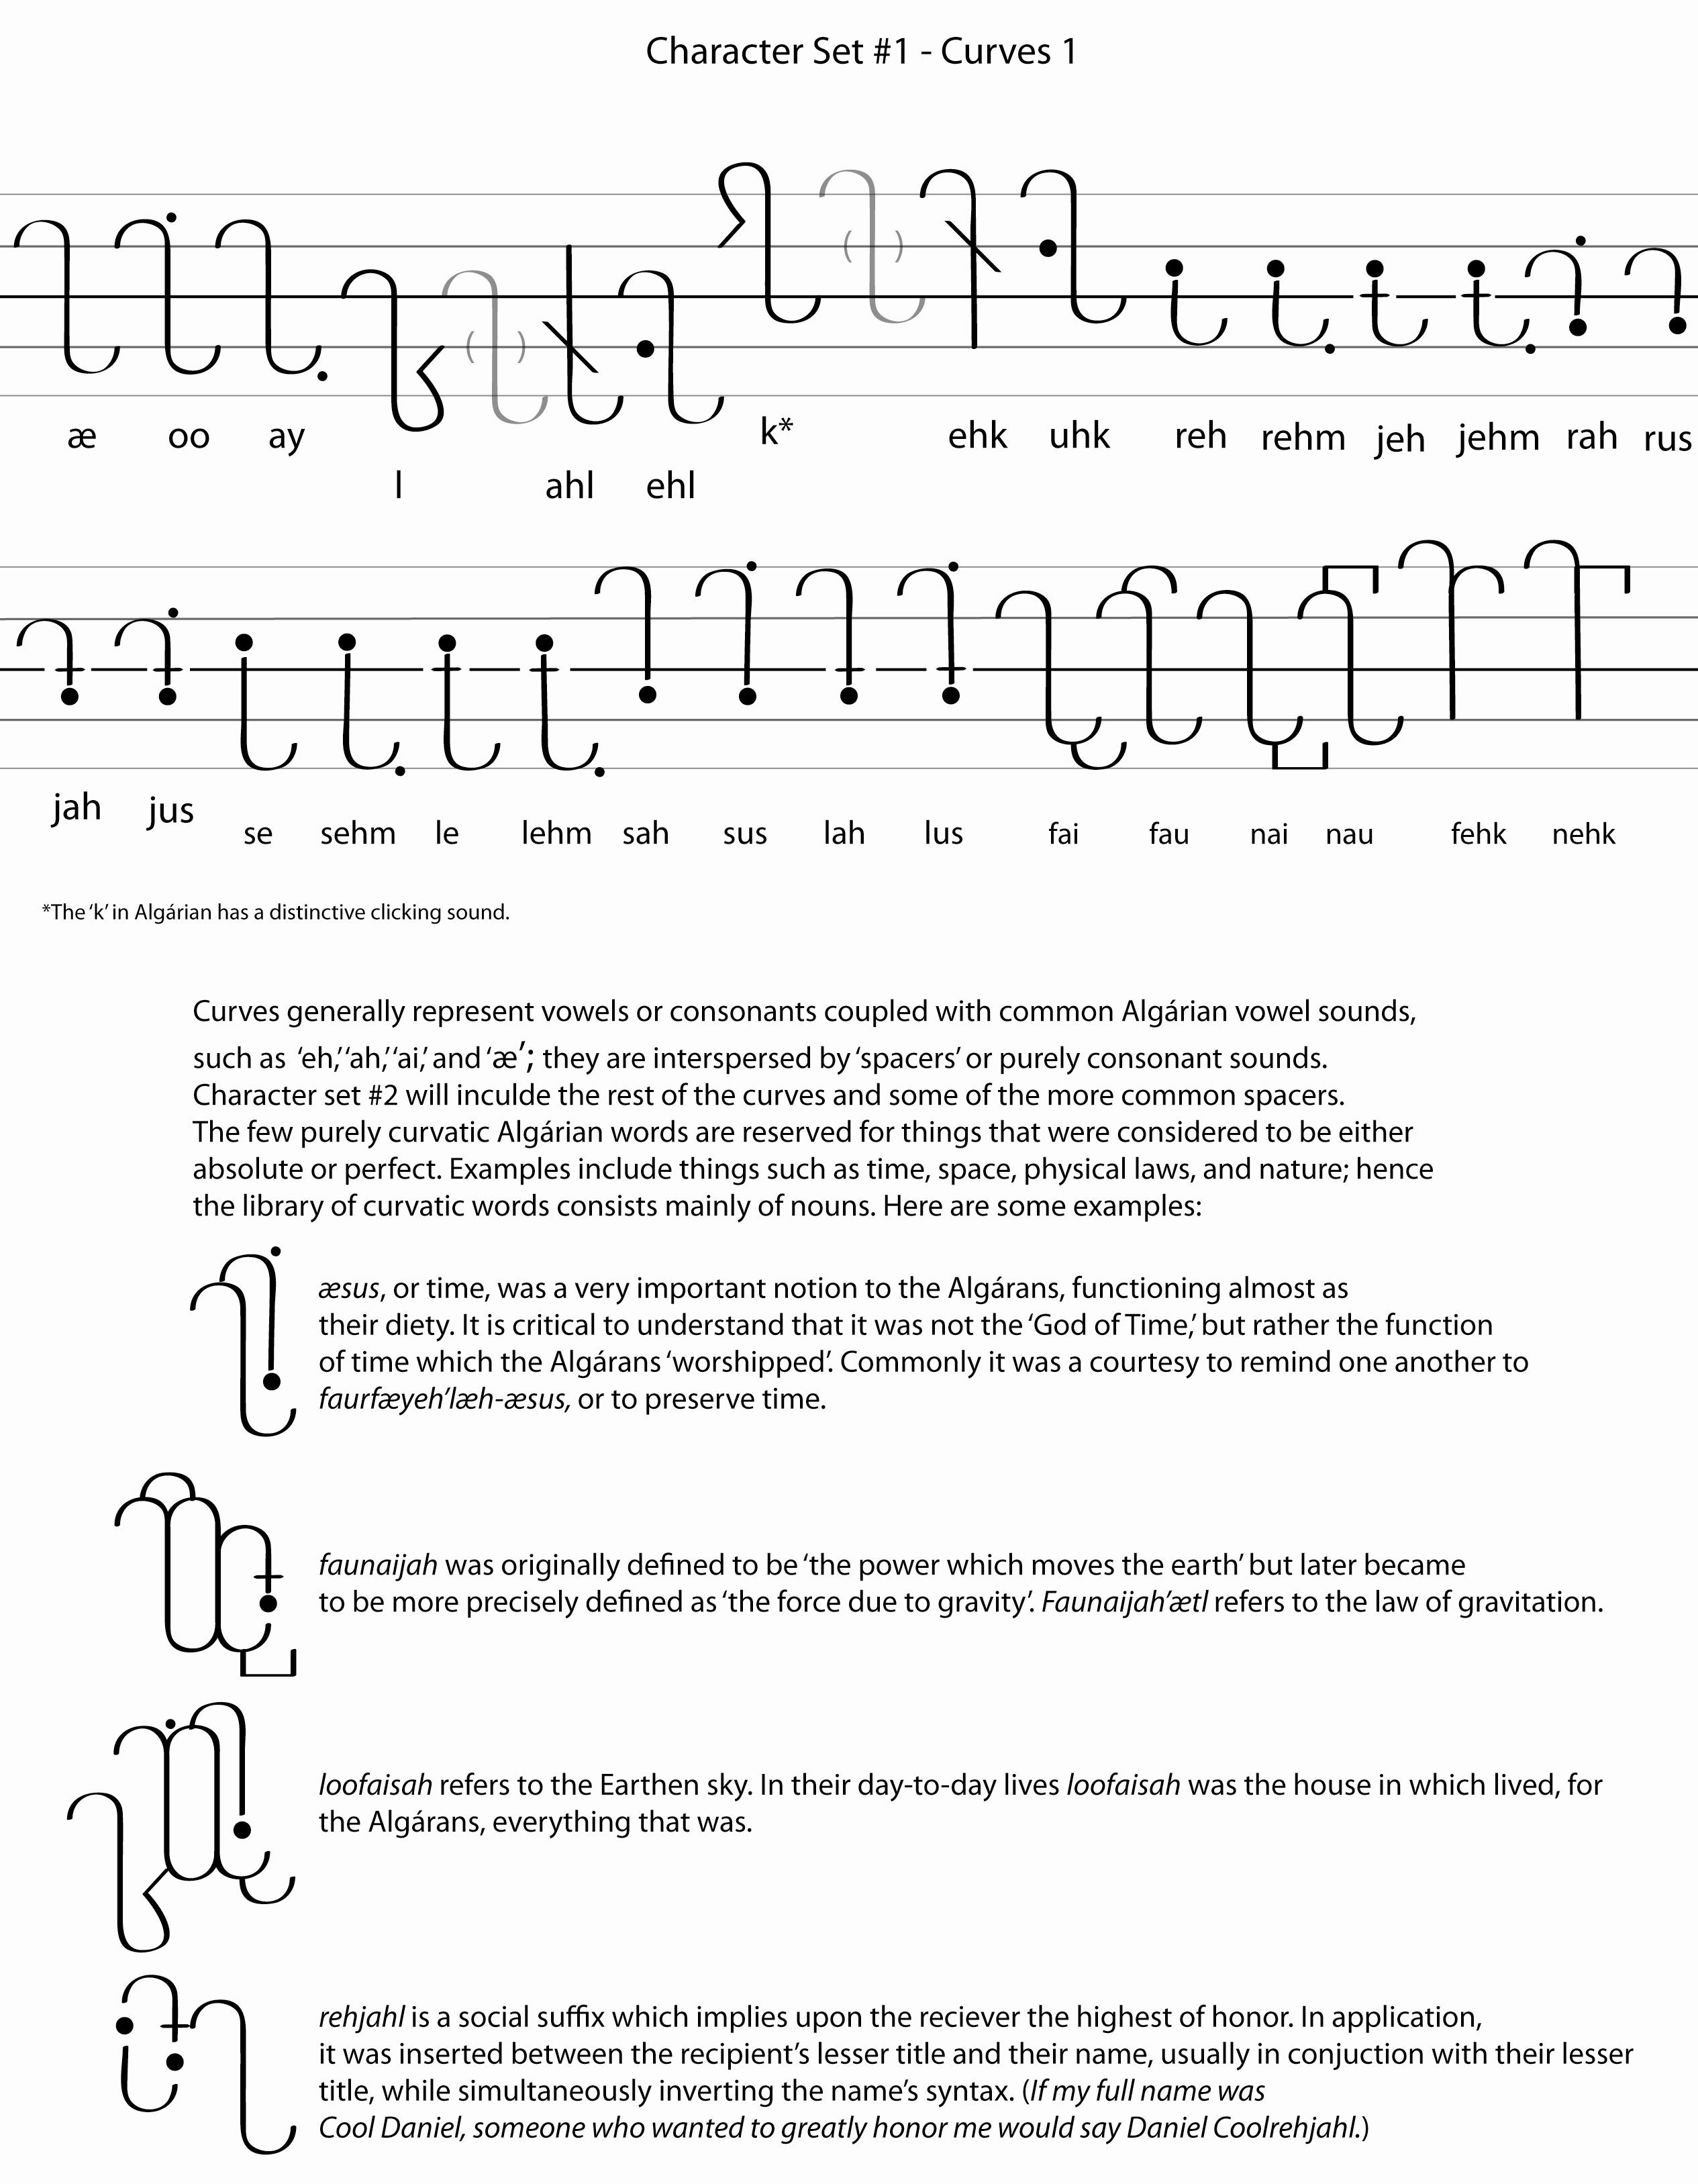 Character Set #1 - Curves 1
æ oo ay k* ehk uhk reh rehm jeh jehm rah rus
l ahl ehl
jah jus
se sehm le lehm sah sus lah lus fai fau nai nau fehk nehk
*The ‘k’ in Algárian has a distinctive clicking sound.
Curves generally represent vowels or consonants coupled with common Algárian vowel sounds,
such as ‘eh,’ ‘ah,’ ‘ai,’ and ‘æ’; they are interspersed by ‘spacers’ or purely consonant sounds.
Character set #2 will inculde the rest of the curves and some of the more common spacers.
The few purely curvatic Algárian words are reserved for things that were considered to be either
absolute or perfect. Examples include things such as time, space, physical laws, and nature; hence
the library of curvatic words consists mainly of nouns. Here are some examples:
æsus, or time, was a very important notion to the Algárans, functioning almost as
their diety. It is critical to understand that it was not the ‘God of Time,’ but rather the function
of time which the Algárans ‘worshipped’. Commonly it was a courtesy to remind one another to
faurfæyeh’læh-æsus, or to preserve time.
faunaijah was originally defined to be ‘the power which moves the earth’ but later became
to be more precisely defined as ‘the force due to gravity’. Faunaijah’ætl refers to the law of gravitation.
loofaisah refers to the Earthen sky. In their day-to-day lives loofaisah was the house in which lived, for
the Algárans, everything that was.
rehjahl is a social suffix which implies upon the reciever the highest of honor. In application,
it was inserted between the recipient’s lesser title and their name, usually in conjuction with their lesser
title, while simultaneously inverting the name’s syntax. (If my full name was
Cool Daniel, someone who wanted to greatly honor me would say Daniel Coolrehjahl.)